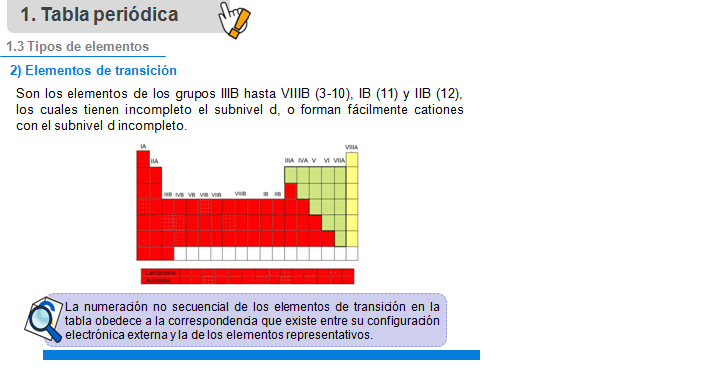 1. Tabla periódica
1.3 Tipos de elementos
2) Elementos de transición
Son los elementos de los grupos IIIB hasta VIIIB (3-10), IB (11) y IIB (12),
los cuales tienen incompleto el subnivel d, o forman fácilmente cationes
con el subnivel d incompleto.
IA VIIIA
IIA IIIA IVA V VI VIIA
IIIB IVB VB VIB VIIB VIIIB IB IIB
Lantánidos
Actínidos
La numeración no secuencial de los elementos de transición en la
tabla obedece a la correspondencia que existe entre su configuración
electrónica externa y la de los elementos representativos.